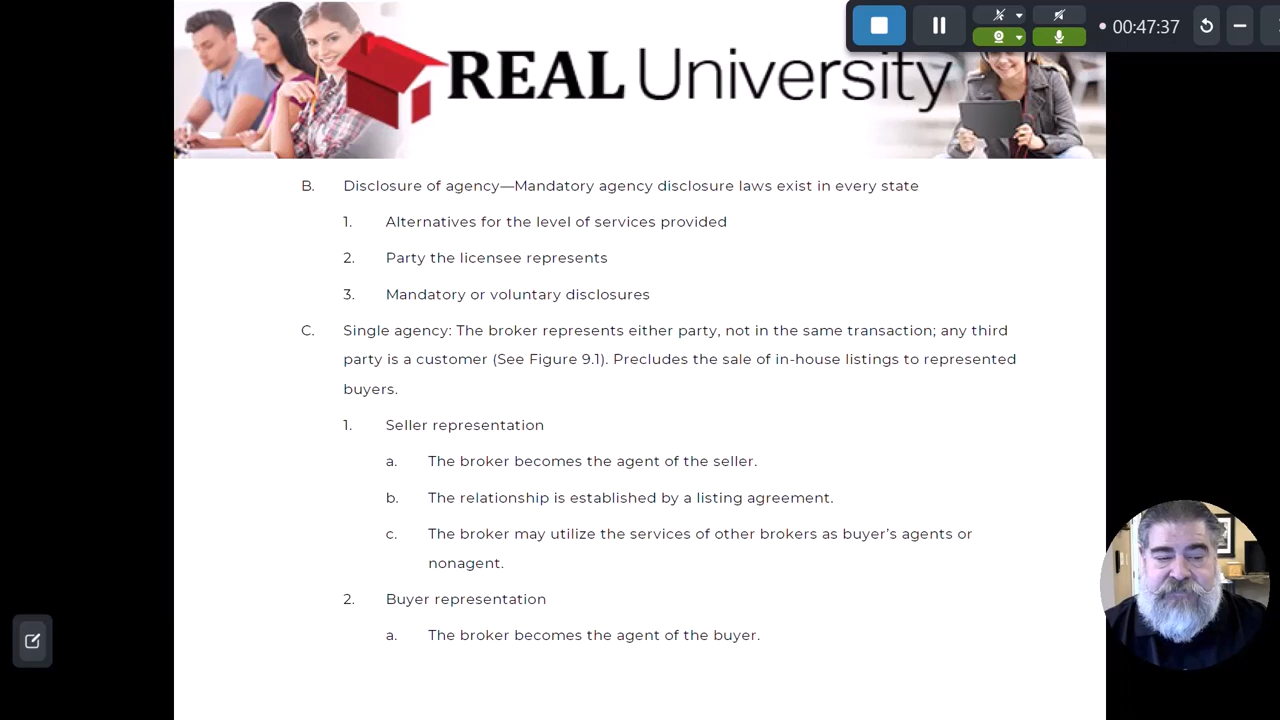 00:47:37
REAL University
B. Disclosure of agency—Mandatory agency disclosure laws exist in every state
1. Alternatives for the level of services provided
2. Party the licensee represents
3. Mandatory or voluntary disclosures
C. Single agency: The broker represents either party, not in the same transaction; any third
party is a customer (See Figure 9.1). Precludes the sale of in-house listings to represented
buyers.
1. Seller representation
a. The broker becomes the agent of the seller.
b. The relationship is established by a listing agreement.
c. The broker may utilize the services of other brokers as buyer’s agents or
nonagent.
2. Buyer representation
a. The broker becomes the agent of the buyer.